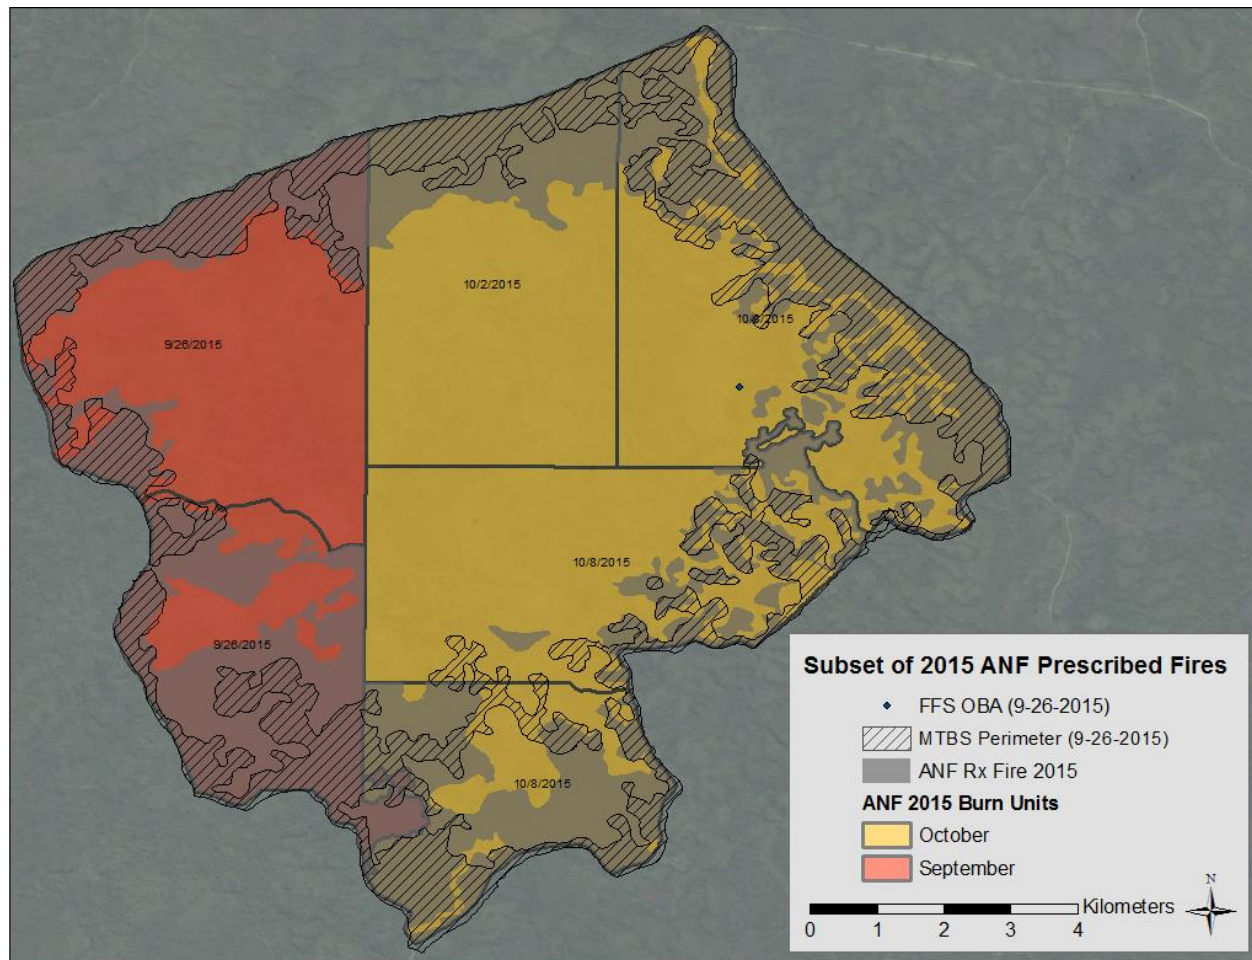 10/2/2015
9/26/2015
10/8/2015
9/26/2015
10/8/2015
Subset of 2015 ANF Prescribed Fires
FFS OBA (9-26-2015)
MTBS Perimeter (9-26-2015)
ANF Rx Fire 2015
ANF 2015 Burn Units
October
September
N
Kilometers
0 1 2 3 4